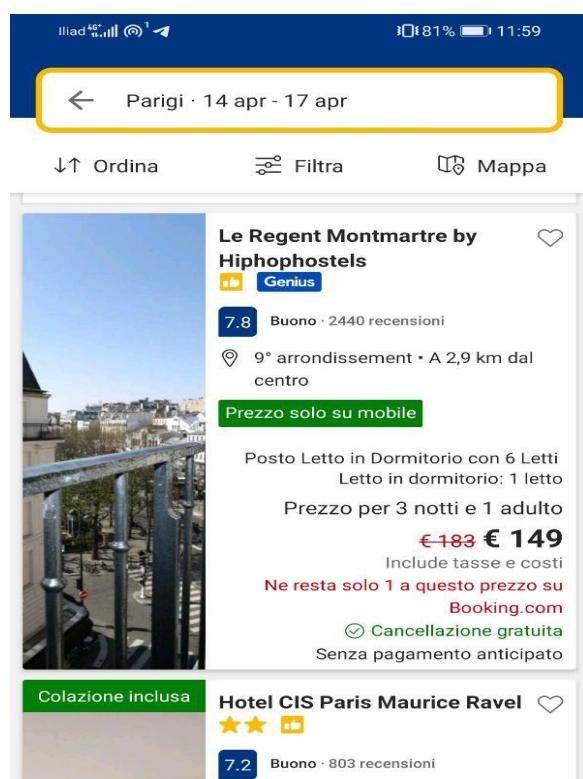 Iliad 4G+ 1 81% 11:59
Parigi · 14 apr - 17 apr
↓↑ Ordina Filtra Mappa
Le Regent Montmartre by
Hiphophostels
Genius
7.8 Buono · 2440 recensioni
9° arrondissement • A 2,9 km dal
centro
Prezzo solo su mobile
Posto Letto in Dormitorio con 6 Letti
Letto in dormitorio: 1 letto
Prezzo per 3 notti e 1 adulto
€ 183 € 149
Include tasse e costi
Ne resta solo 1 a questo prezzo su
Booking.com
Cancellazione gratuita
Senza pagamento anticipato
Colazione inclusa
Hotel CIS Paris Maurice Ravel
7.2 Buono · 803 recensioni